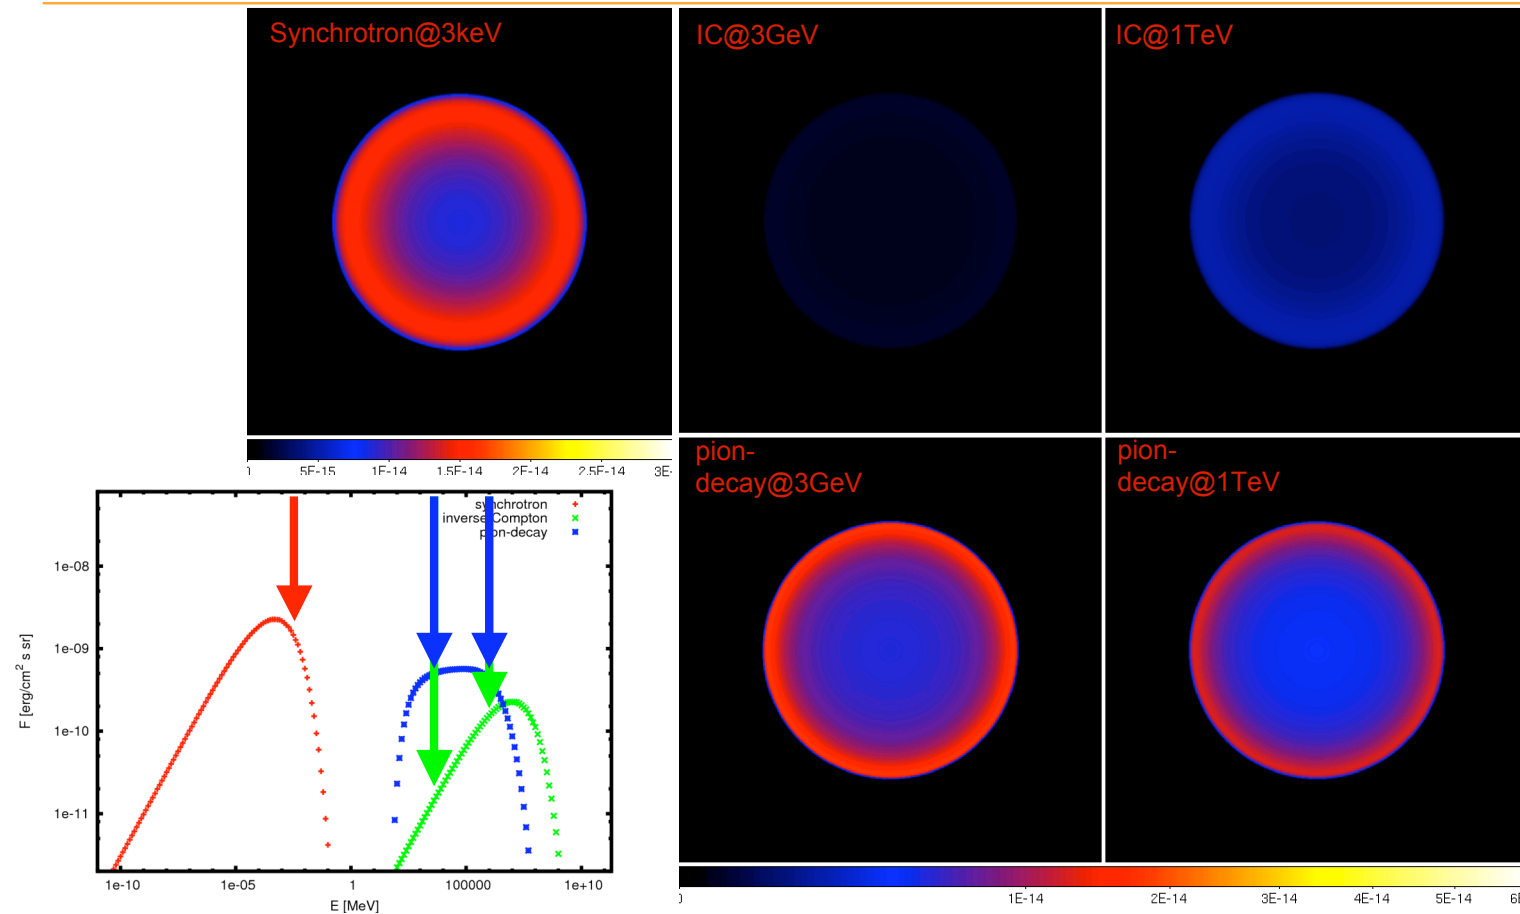 Synchrotron@3keV
IC@3GeV
IC@1TeV
5E-15 1E-14 1.5E-14 2E-14 2.5E-14 3E-
pion-
decay@3GeV
pion-
decay@1TeV
synchrotron
inverse Compton
pion-decay
1e-08
1e-09
1e-10
1e-11
F [erg/cm² s sr]
1e-10 1e-05 1 100000 1e+10
E [MeV]
1E-14 2E-14 3E-14 4E-14 5E-14